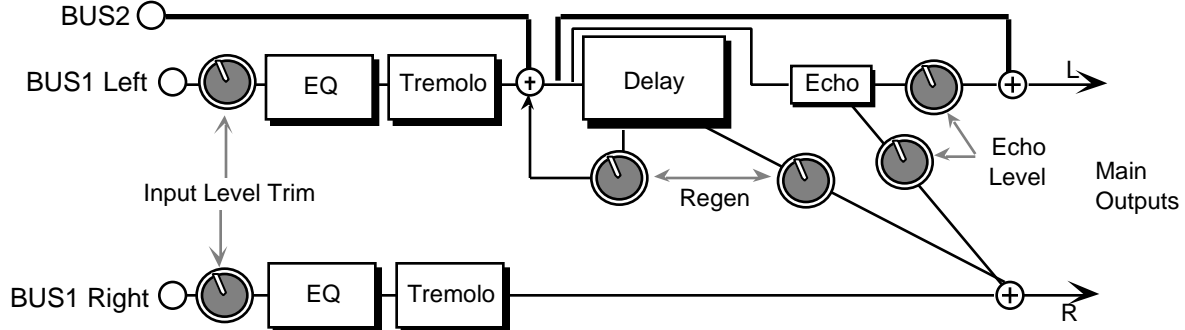 BUS2
BUS1 Left
EQ
Tremolo
+
Delay
Echo
+
L
Echo
Level
Main
Outputs
Input Level Trim
Regen
BUS1 Right
EQ
Tremolo
+
R